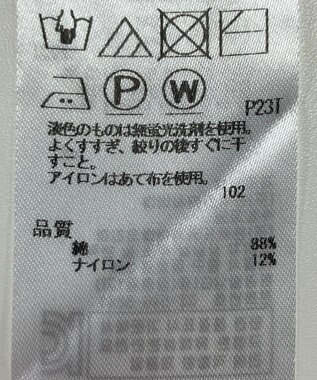 P W
P23T
淡色のものは無蛍光洗剤を使用。
よくすすぎ、絞りの後すぐに干
すこと。
アイロンはあて布を使用。
102
品質
綿 88%
ナイロン 12%